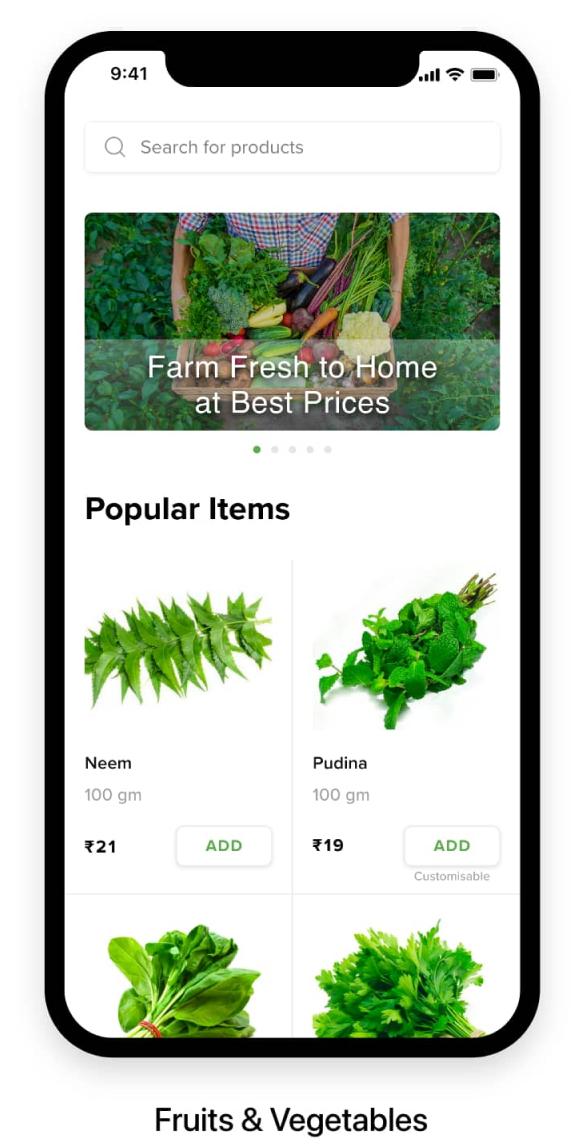 9:41
Search for products
Farm Fresh to Home
at Best Prices
Popular Items
Neem
100 gm
₹21
ADD
Pudina
100 gm
₹19
ADD
Customisable
Fruits & Vegetables